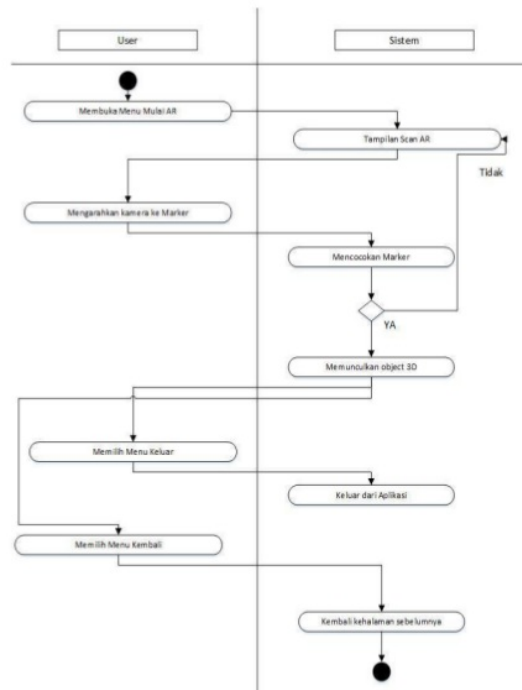 User
Sistem
Membuka Menu Mulai AR
Tampilan Scan AR
Tidak
Mengarahkan kamera ke Marker
Mencocokan Marker
YA
Memunculkan object 3D
Memilih Menu Keluar
Keluar dari Aplikasi
Memilih Menu Kembali
Kembali kehalaman sebelumnya